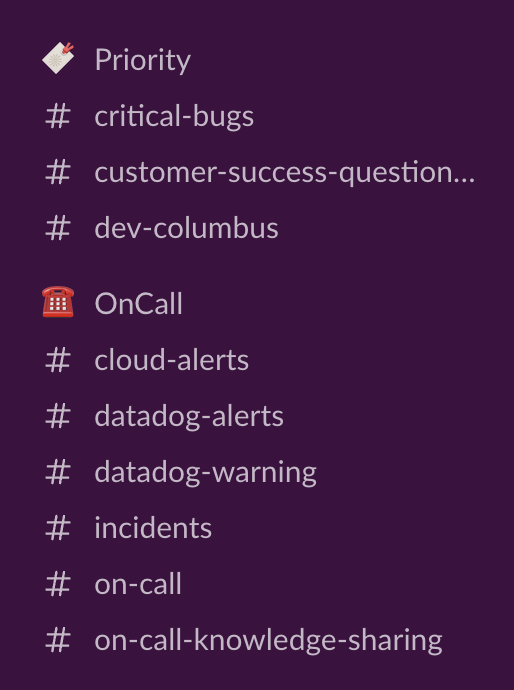 Priority
# critical-bugs
# customer-success-question...
# dev-columbus
OnCall
# cloud-alerts
# datadog-alerts
# datadog-warning
# incidents
# on-call
# on-call-knowledge-sharing